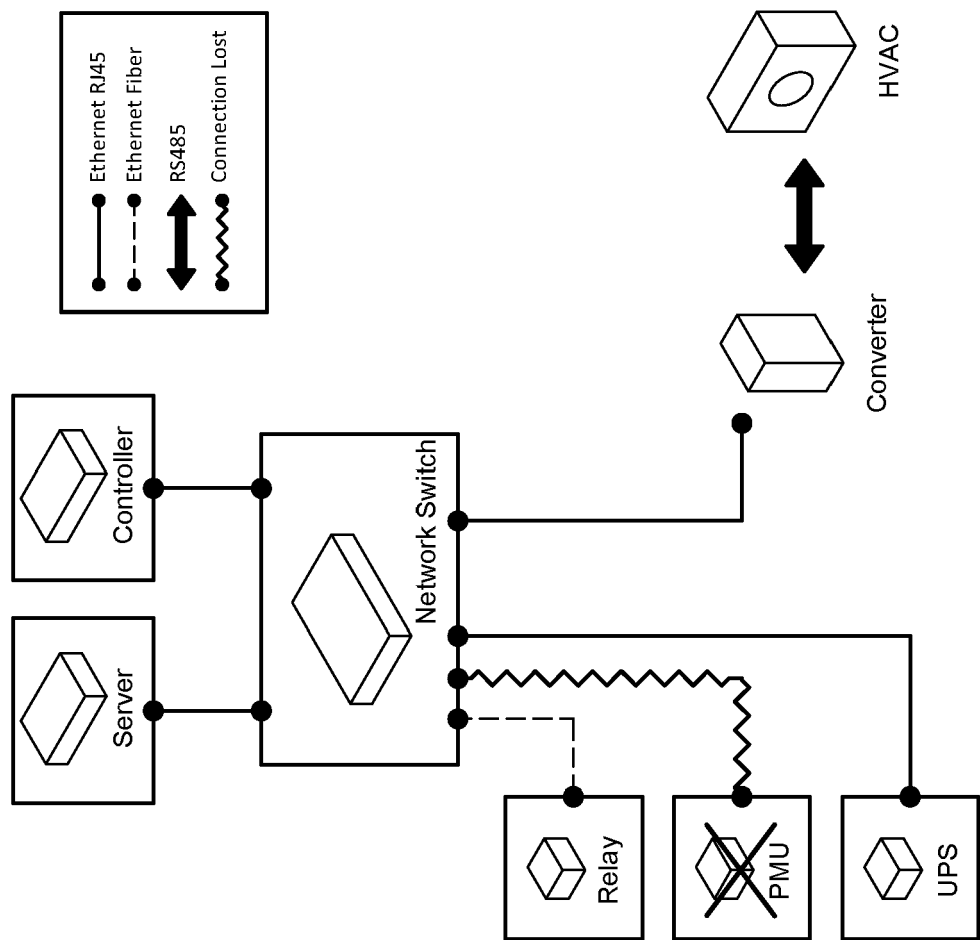 Ethernet RJ45
Ethernet Fiber
RS485
Connection Lost
Server
Controller
Network Switch
Relay
PMU
UPS
Converter
HVAC